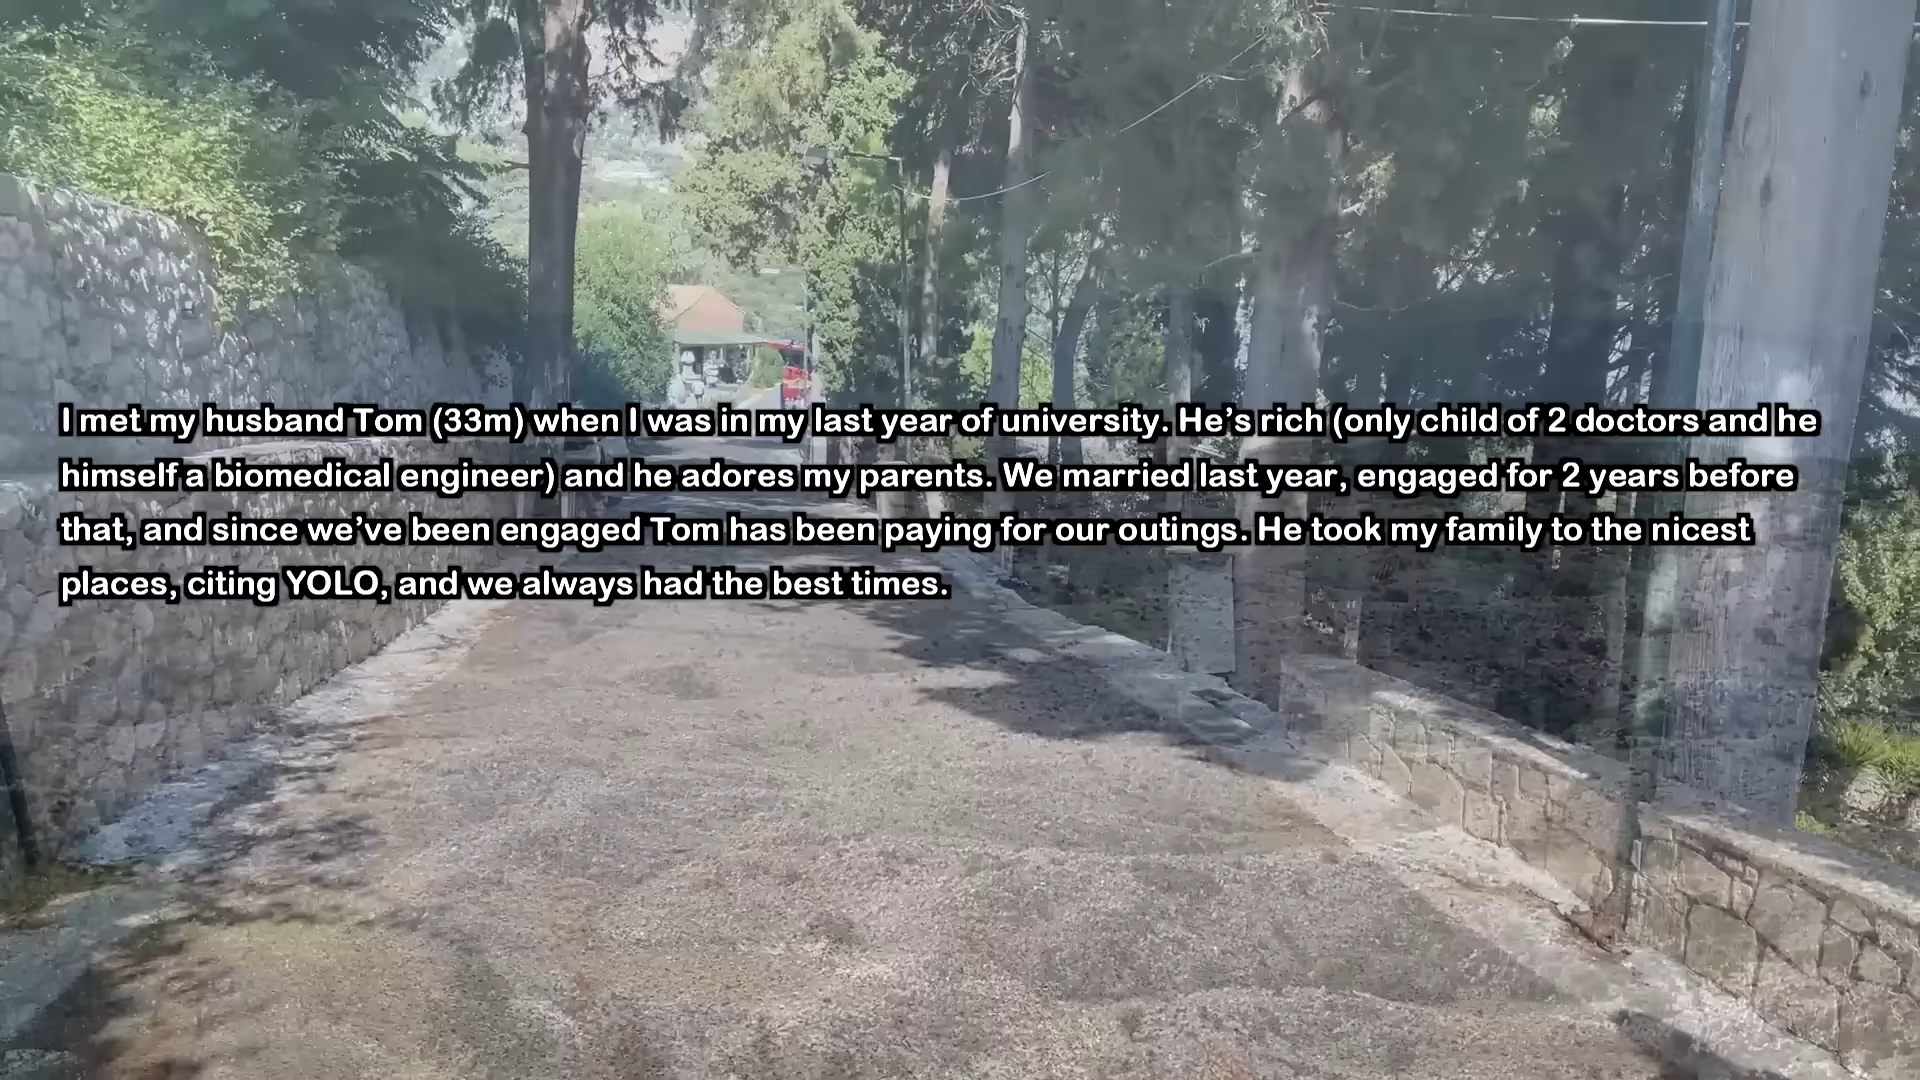 I met my husband Tom (33m) when I was in my last year of university. He’s rich (only child of 2 doctors and he
himself a biomedical engineer) and he adores my parents. We married last year, engaged for 2 years before
that, and since we’ve been engaged Tom has been paying for our outings. He took my family to the nicest
places, citing YOLO, and we always had the best times.